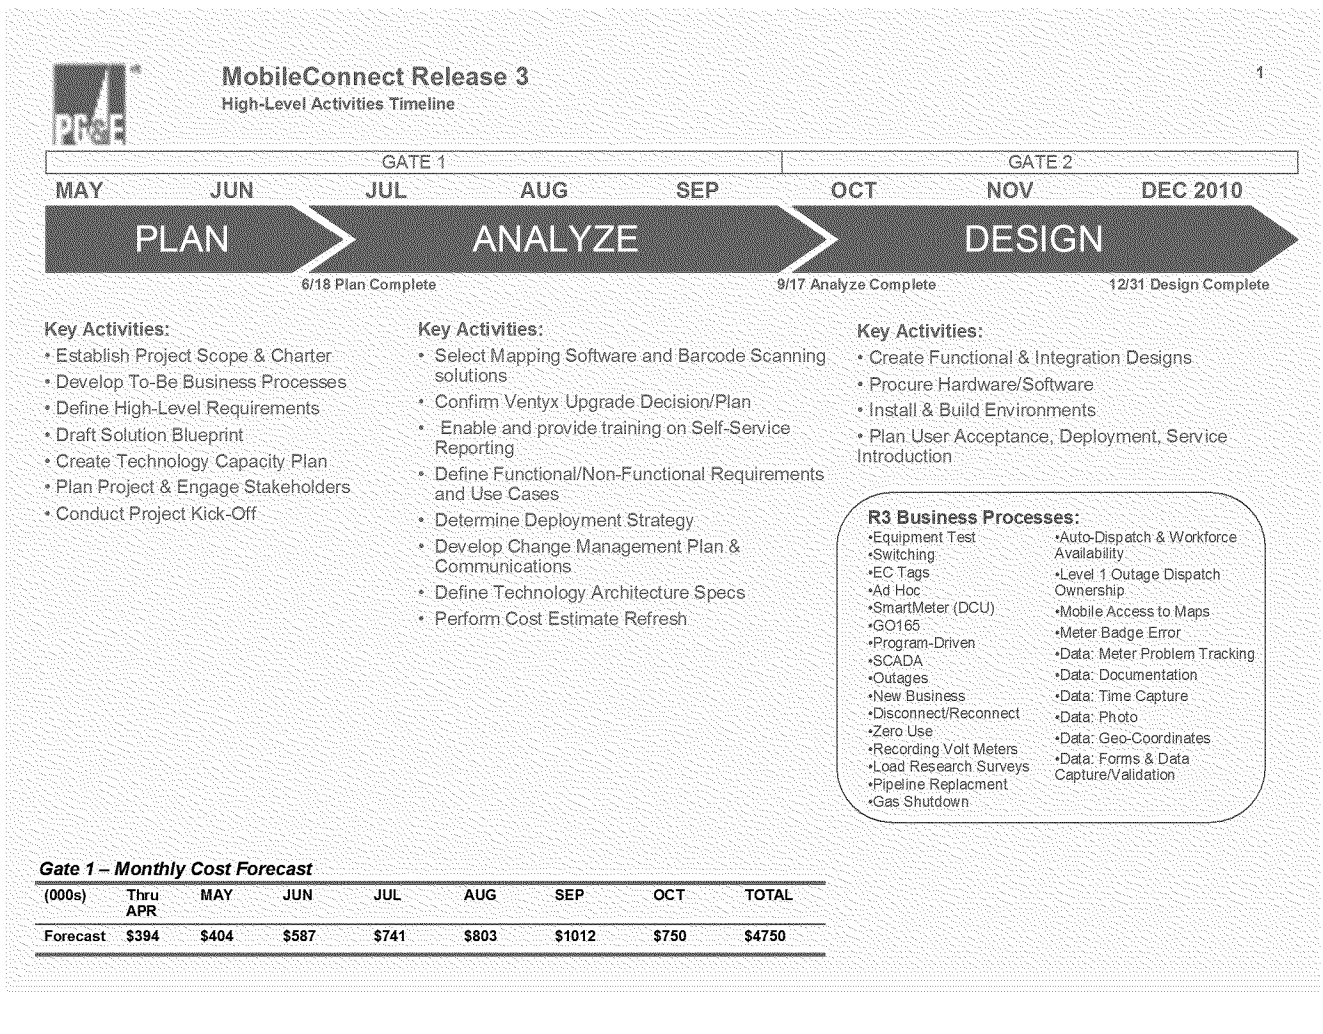 MobileConnect Release 3
1
High-Level Activities Timeline
PG&E
GATE 1
GATE 2
MAY JUN JUL AUG SEP OCT NOV DEC 2010
PLAN
ANALYZE
DESIGN
6/18 Plan Complete
9/17 Analyze Complete
12/31 Design Complete
Key Activities:
• Establish Project Scope & Charter
• Develop To-Be Business Processes
• Define High-Level Requirements
• Draft Solution Blueprint
• Create Technology Capacity Plan
• Plan Project & Engage Stakeholders
• Conduct Project Kick-Off
Key Activities:
• Select Mapping Software and Barcode Scanning
solutions
• Confirm Ventyx Upgrade Decision/Plan
• Enable and provide training on Self-Service
Reporting
• Define Functional/Non-Functional Requirements
and Use Cases
• Determine Deployment Strategy
• Develop Change Management Plan &
Communications
• Define Technology Architecture Specs
• Perform Cost Estimate Refresh
Key Activities:
• Create Functional & Integration Designs
• Procure Hardware/Software
• Install & Build Environments
• Plan User Acceptance, Deployment, Service
Introduction
R3 Business Processes:
•Equipment Test
•Switching
•EC Tags
•Ad Hoc
•SmartMeter (DCU)
•GO165
•Program-Driven
•SCADA
•Outages
•New Business
•Disconnect/Reconnect
•Zero Use
•Recording Volt Meters
•Load Research Surveys
•Pipeline Replacment
•Gas Shutdown
•Auto-Dispatch & Workforce
Availability
•Level 1 Outage Dispatch
Ownership
•Mobile Access to Maps
•Meter Badge Error
•Data: Meter Problem Tracking
•Data: Documentation
•Data: Time Capture
•Data: Photo
•Data: Geo-Coordinates
•Data: Forms & Data
Capture/Validation
Gate 1 – Monthly Cost Forecast
(000s) Thru MAY JUN JUL AUG SEP OCT TOTAL
APR
Forecast $394 $404 $587 $741 $803 $1012 $750 $4750